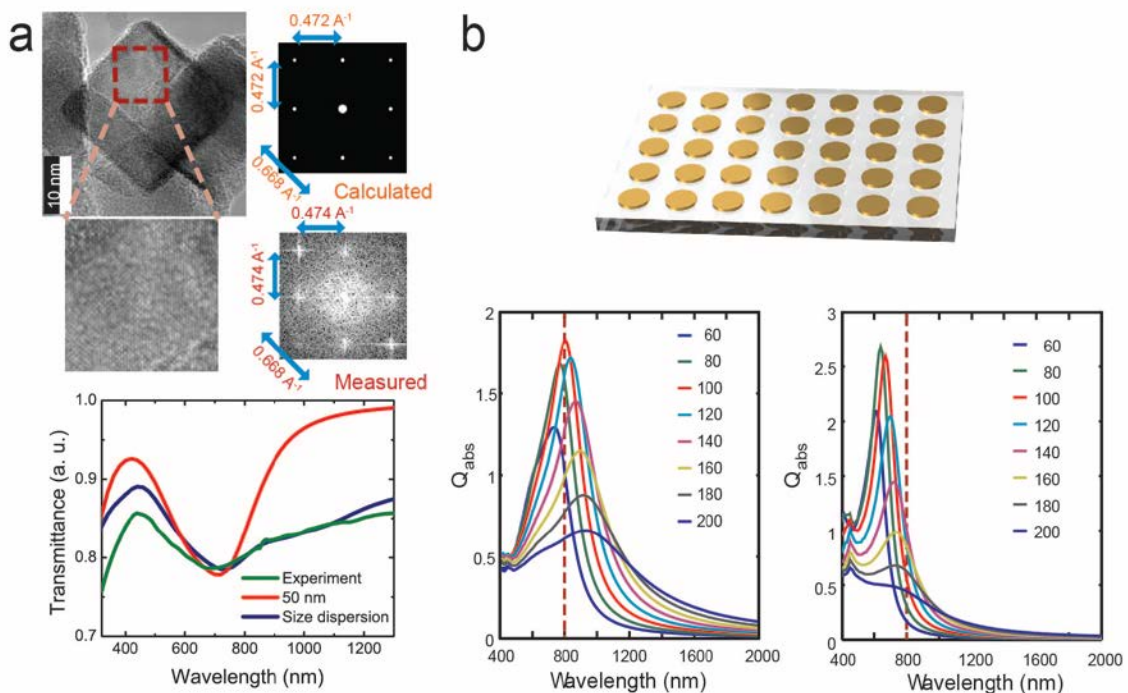 a
10 nm
0.472 A⁻¹
0.472 A⁻¹
0.668 A⁻¹
Calculated
0.474 A⁻¹
0.474 A⁻¹
0.668 A⁻¹
Measured
Transmittance (a. u.)
1.0
0.9
0.8
0.7
Experiment
50 nm
Size dispersion
400 600 800 1000 1200
Wavelength (nm)
b
Qabs
2
1.5
1
0.5
0
60
80
100
120
140
160
180
200
400 800 1200 1600 2000
Wavelength (nm)
Qabs
3
2.5
2
1.5
1
0.5
0
60
80
100
120
140
160
180
200
400 800 1200 1600 2000
Wavelength (nm)